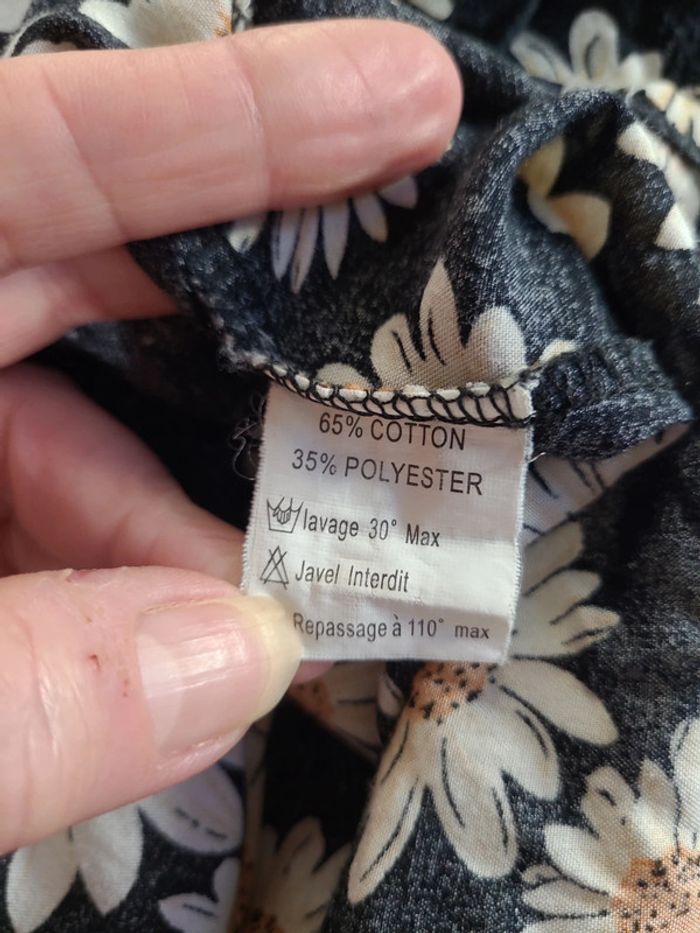 65% COTTON
35% POLYESTER
lavage 30° Max
Javel Interdit
Repassage à 110° max